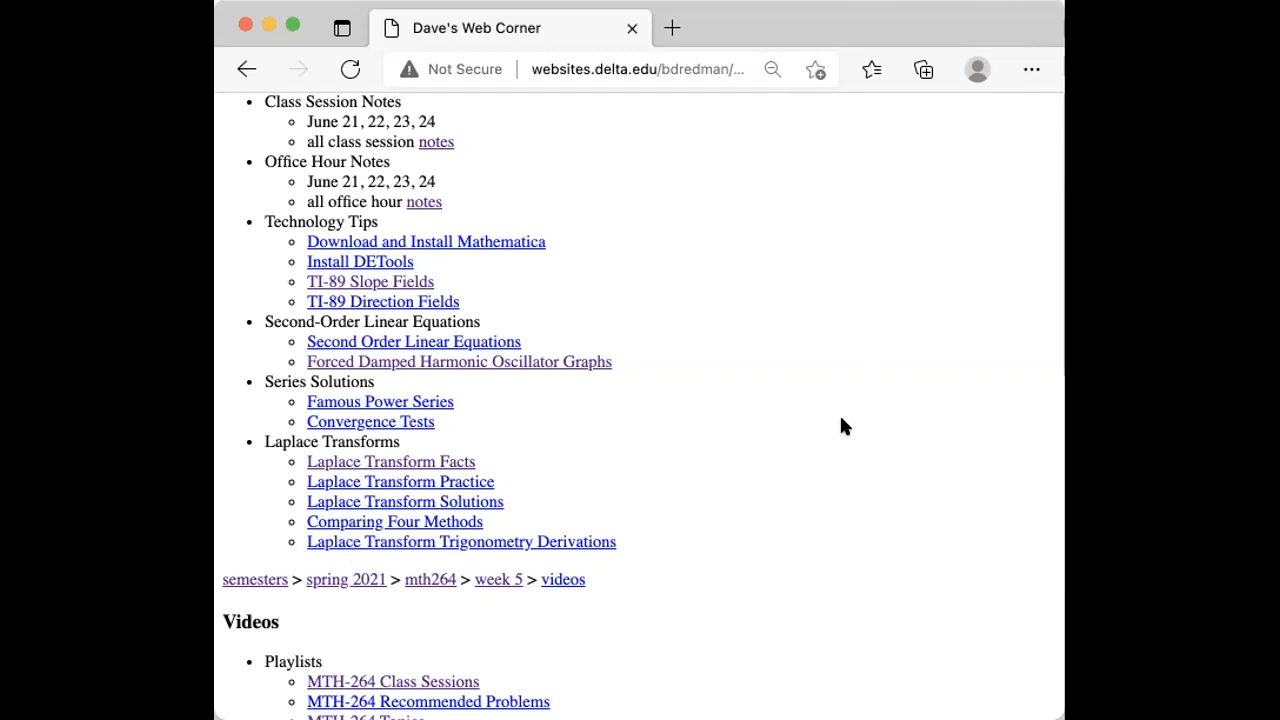 Dave's Web Corner
Not Secure
websites.delta.edu/bdredman/...
Class Session Notes
June 21, 22, 23, 24
all class session notes
Office Hour Notes
June 21, 22, 23, 24
all office hour notes
Technology Tips
Download and Install Mathematica
Install DETools
TI-89 Slope Fields
TI-89 Direction Fields
Second-Order Linear Equations
Second Order Linear Equations
Forced Damped Harmonic Oscillator Graphs
Series Solutions
Famous Power Series
Convergence Tests
Laplace Transforms
Laplace Transform Facts
Laplace Transform Practice
Laplace Transform Solutions
Comparing Four Methods
Laplace Transform Trigonometry Derivations
semesters > spring 2021 > mth264 > week 5 > videos
Videos
Playlists
MTH-264 Class Sessions
MTH-264 Recommended Problems
MTH-264 Topics